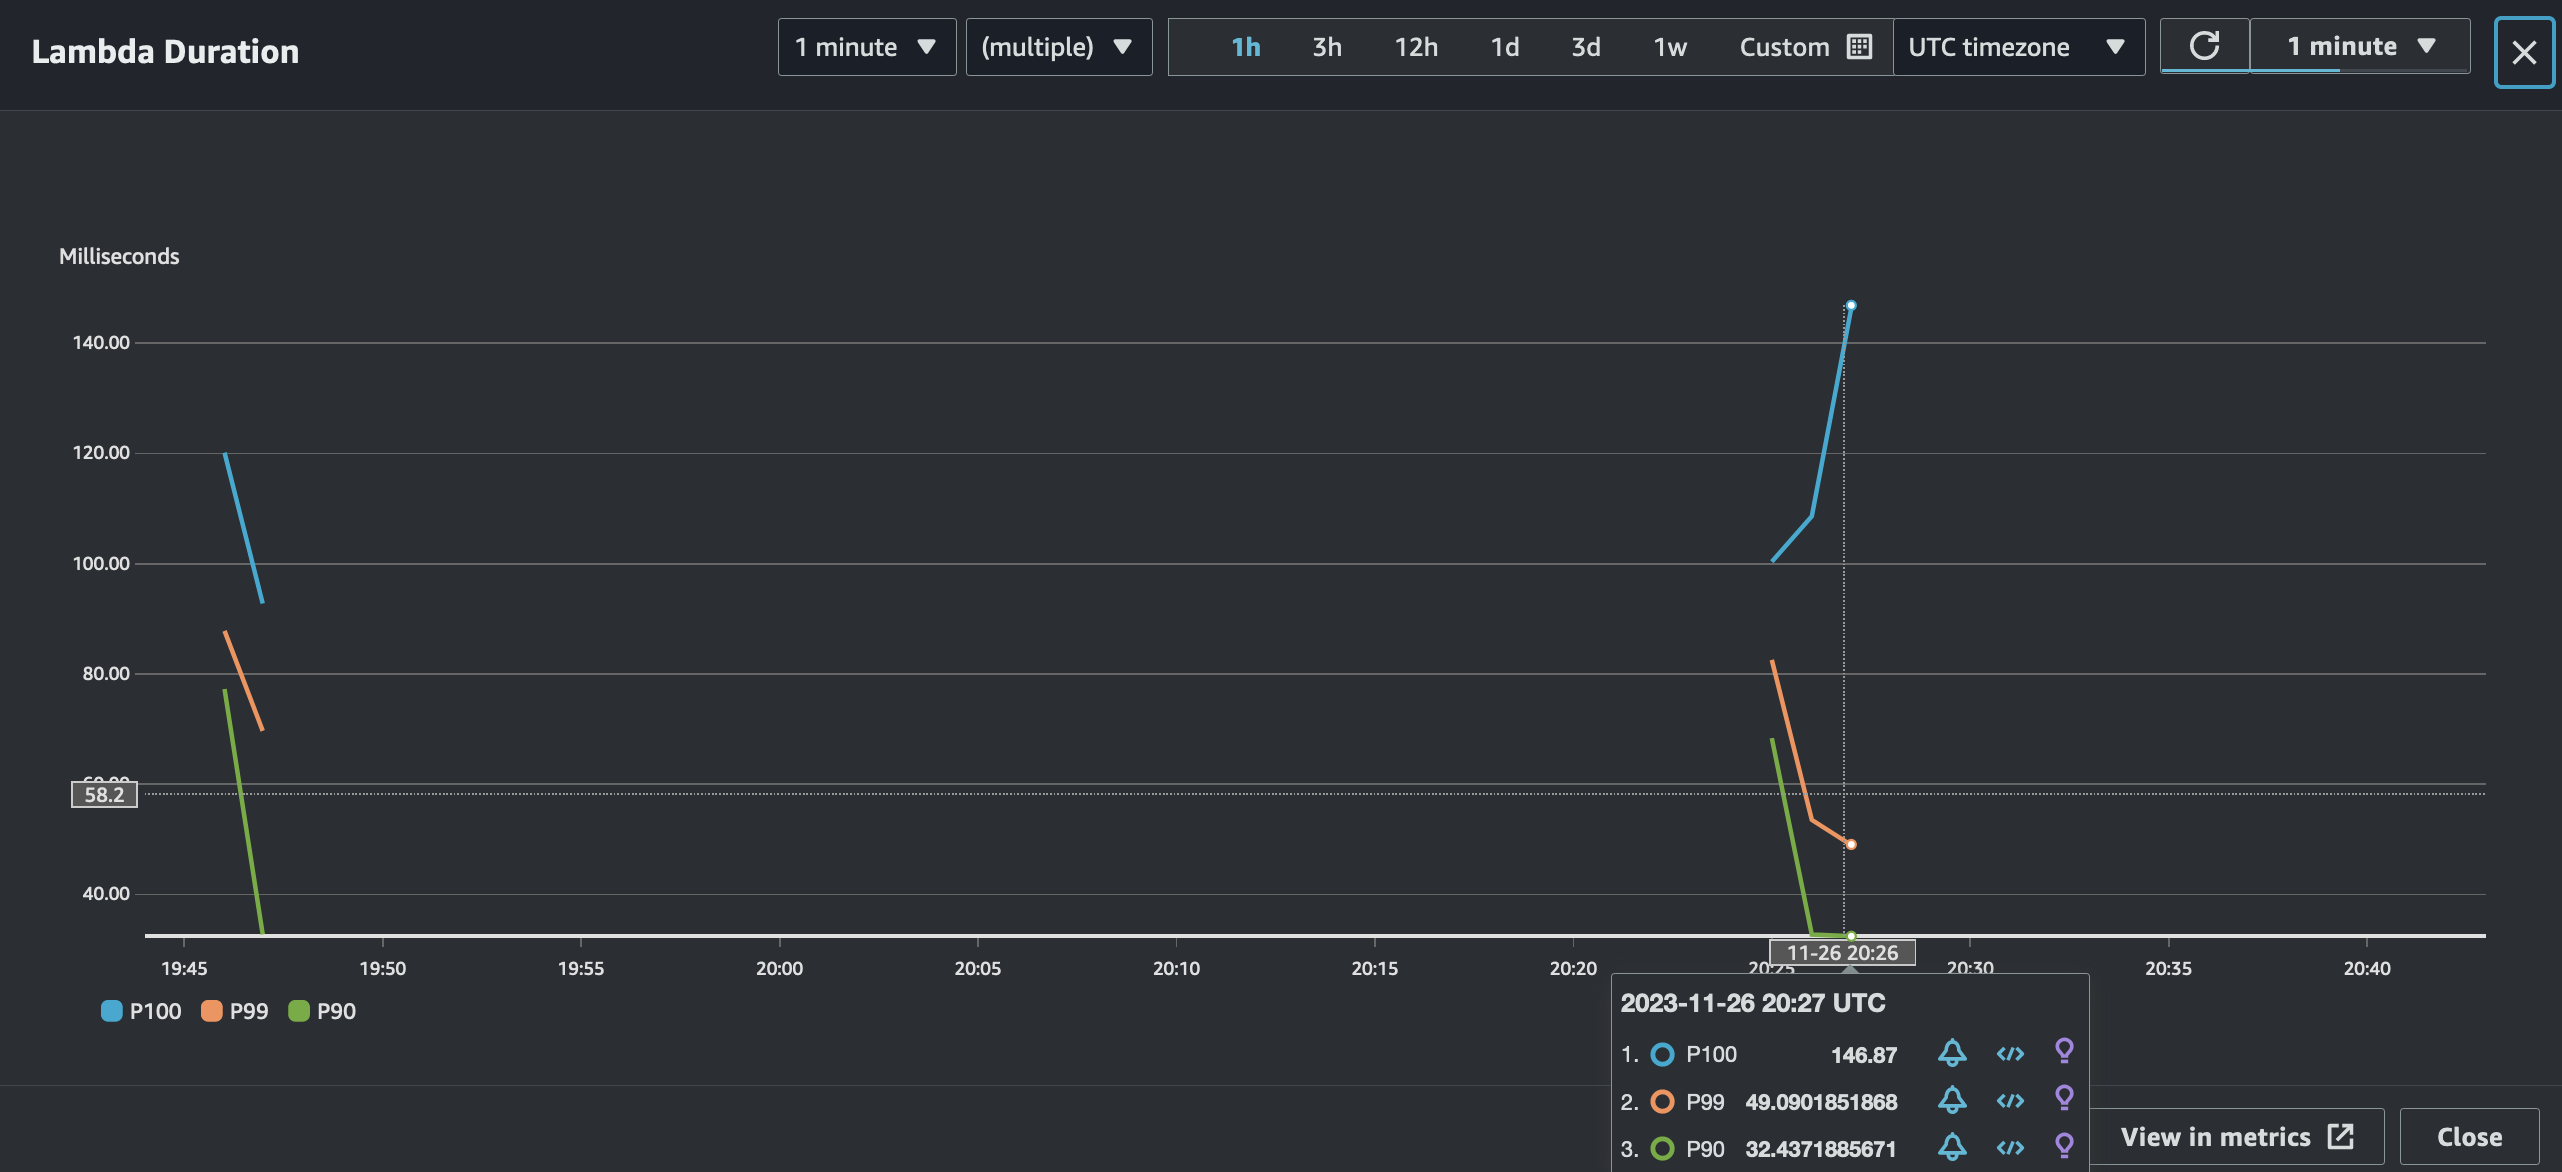 Lambda Duration
1 minute
(multiple)
1h 3h 12h 1d 3d 1w Custom
UTC timezone
1 minute
Milliseconds
140.00
120.00
100.00
80.00
60.00
58.2
40.00
19:45 19:50 19:55 20:00 20:05 20:10 20:15 20:20 20:25 20:30 20:35 20:40
11-26 20:26
P100 P99 P90
2023-11-26 20:27 UTC
1. P100 146.87
2. P99 49.0901851868
3. P90 32.4371885671
View in metrics
Close